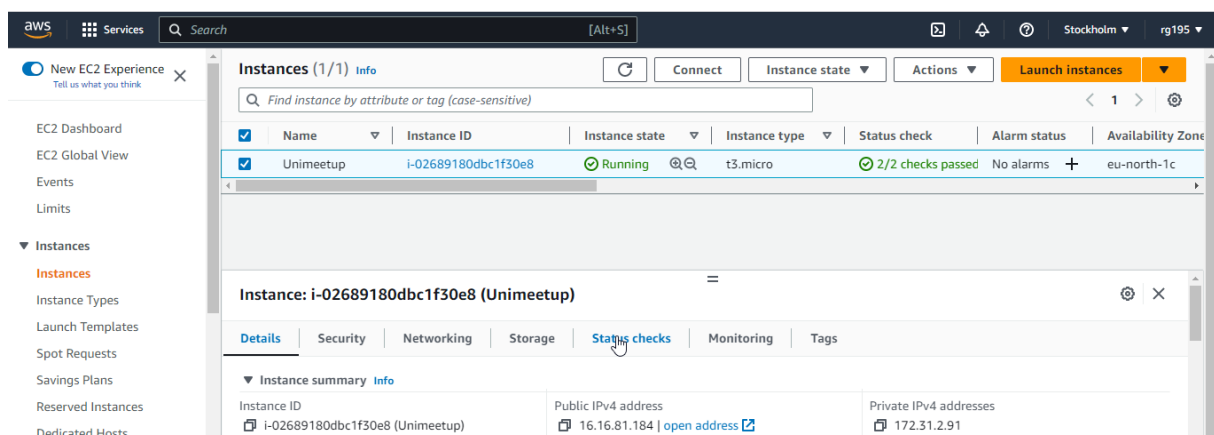 aws Services Search [Alt+S] Stockholm ▼ rg195 ▼
New EC2 Experience
Tell us what you think
EC2 Dashboard
EC2 Global View
Events
Limits
▼ Instances
Instances
Instance Types
Launch Templates
Spot Requests
Savings Plans
Reserved Instances
Dedicated Hosts
Instances (1/1) Info Connect Instance state ▼ Actions ▼ Launch instances ▼
Find instance by attribute or tag (case-sensitive) < 1 >
Name Instance ID Instance state Instance type Status check Alarm status Availability Zone
Unimeetup i-02689180dbc1f30e8 Running t3.micro 2/2 checks passed No alarms + eu-north-1c
Instance: i-02689180dbc1f30e8 (Unimeetup)
Details Security Networking Storage Status checks Monitoring Tags
▼ Instance summary Info
Instance ID Public IPv4 address Private IPv4 addresses
i-02689180dbc1f30e8 (Unimeetup) 16.16.81.184 | open address 172.31.2.91